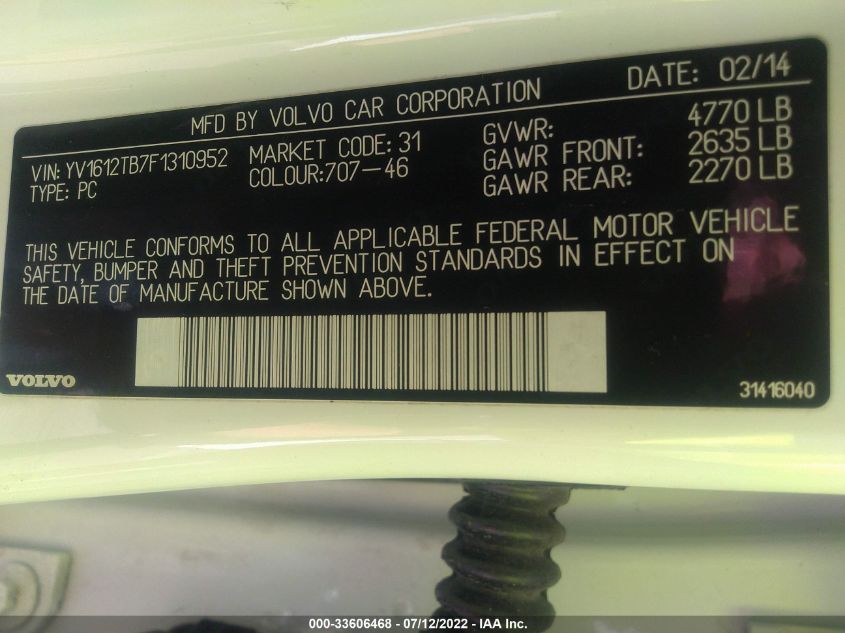 MFD BY VOLVO CAR CORPORATION DATE: 02/14
VIN: YV1612TB7F1310952 MARKET CODE: 31 GVWR: 4770 LB
TYPE: PC COLOUR:707-46 GAWR FRONT: 2635 LB
GAWR REAR: 2270 LB
THIS VEHICLE CONFORMS TO ALL APPLICABLE FEDERAL MOTOR VEHICLE
SAFETY, BUMPER AND THEFT PREVENTION STANDARDS IN EFFECT ON
THE DATE OF MANUFACTURE SHOWN ABOVE.
VOLVO
31416040
000-33606468 - 07/12/2022 - IAA Inc.